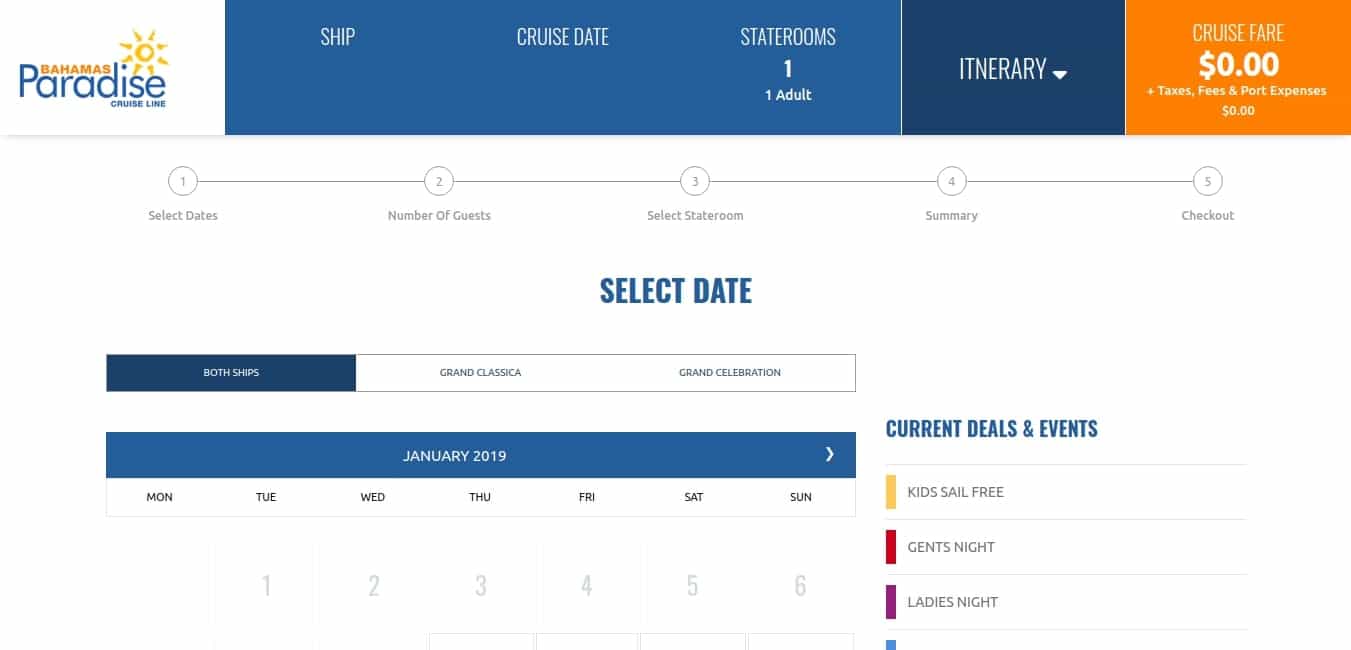 BAHAMAS
Paradise
CRUISE LINE
SHIP
CRUISE DATE
STATEROOMS
1
1 Adult
ITNERARY
CRUISE FARE
$0.00
+ Taxes, Fees & Port Expenses
$0.00
1
2
3
4
5
Select Dates
Number Of Guests
Select Stateroom
Summary
Checkout
SELECT DATE
BOTH SHIPS
GRAND CLASSICA
GRAND CELEBRATION
JANUARY 2019
❯
MON TUE WED THU FRI SAT SUN
1 2 3 4 5 6
CURRENT DEALS & EVENTS
KIDS SAIL FREE
GENTS NIGHT
LADIES NIGHT